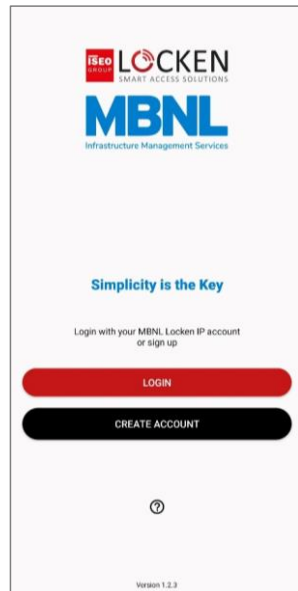 ISEO
GROUP
LOCKEN
SMART ACCESS SOLUTIONS
MBNL
Infrastructure Management Services
Simplicity is the Key
Login with your MBNL Locken IP account
or sign up
LOGIN
CREATE ACCOUNT
?
Version 1.2.3